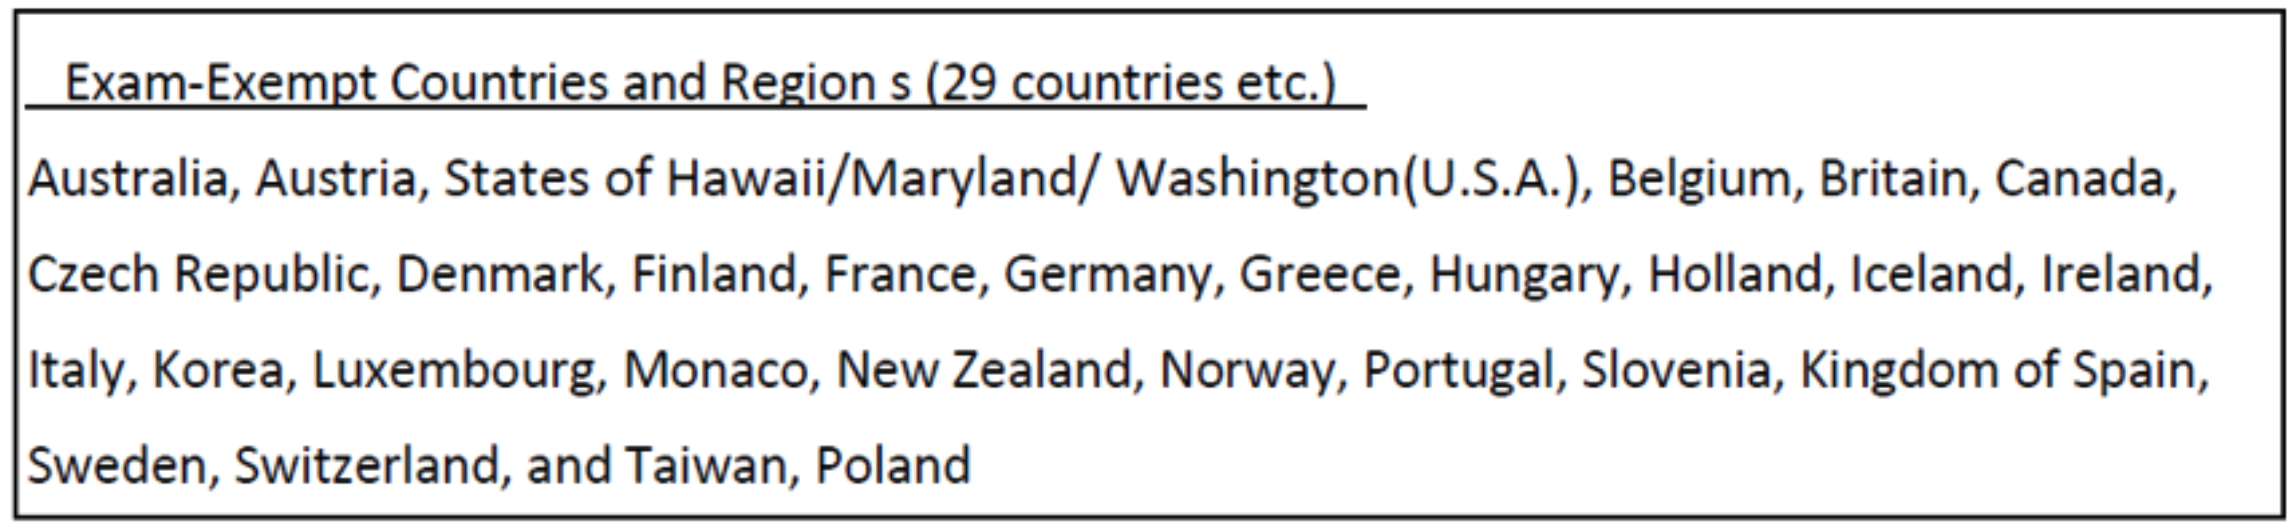 Exam-Exempt Countries and Region s (29 countries etc.)
Australia, Austria, States of Hawaii/Maryland/ Washington(U.S.A.), Belgium, Britain, Canada,
Czech Republic, Denmark, Finland, France, Germany, Greece, Hungary, Holland, Iceland, Ireland,
Italy, Korea, Luxembourg, Monaco, New Zealand, Norway, Portugal, Slovenia, Kingdom of Spain,
Sweden, Switzerland, and Taiwan, Poland